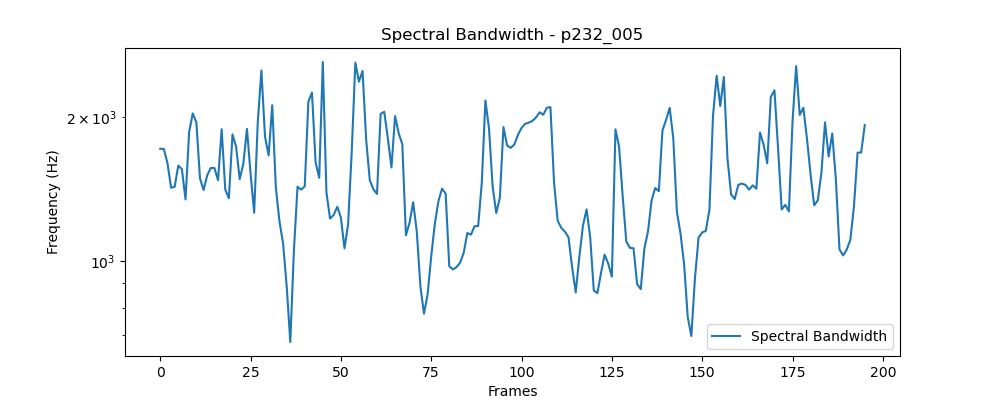 Spectral Bandwidth - p232_005
Frequency (Hz)
2 × 10³
10³
0 25 50 75 100 125 150 175 200
Frames
Spectral Bandwidth